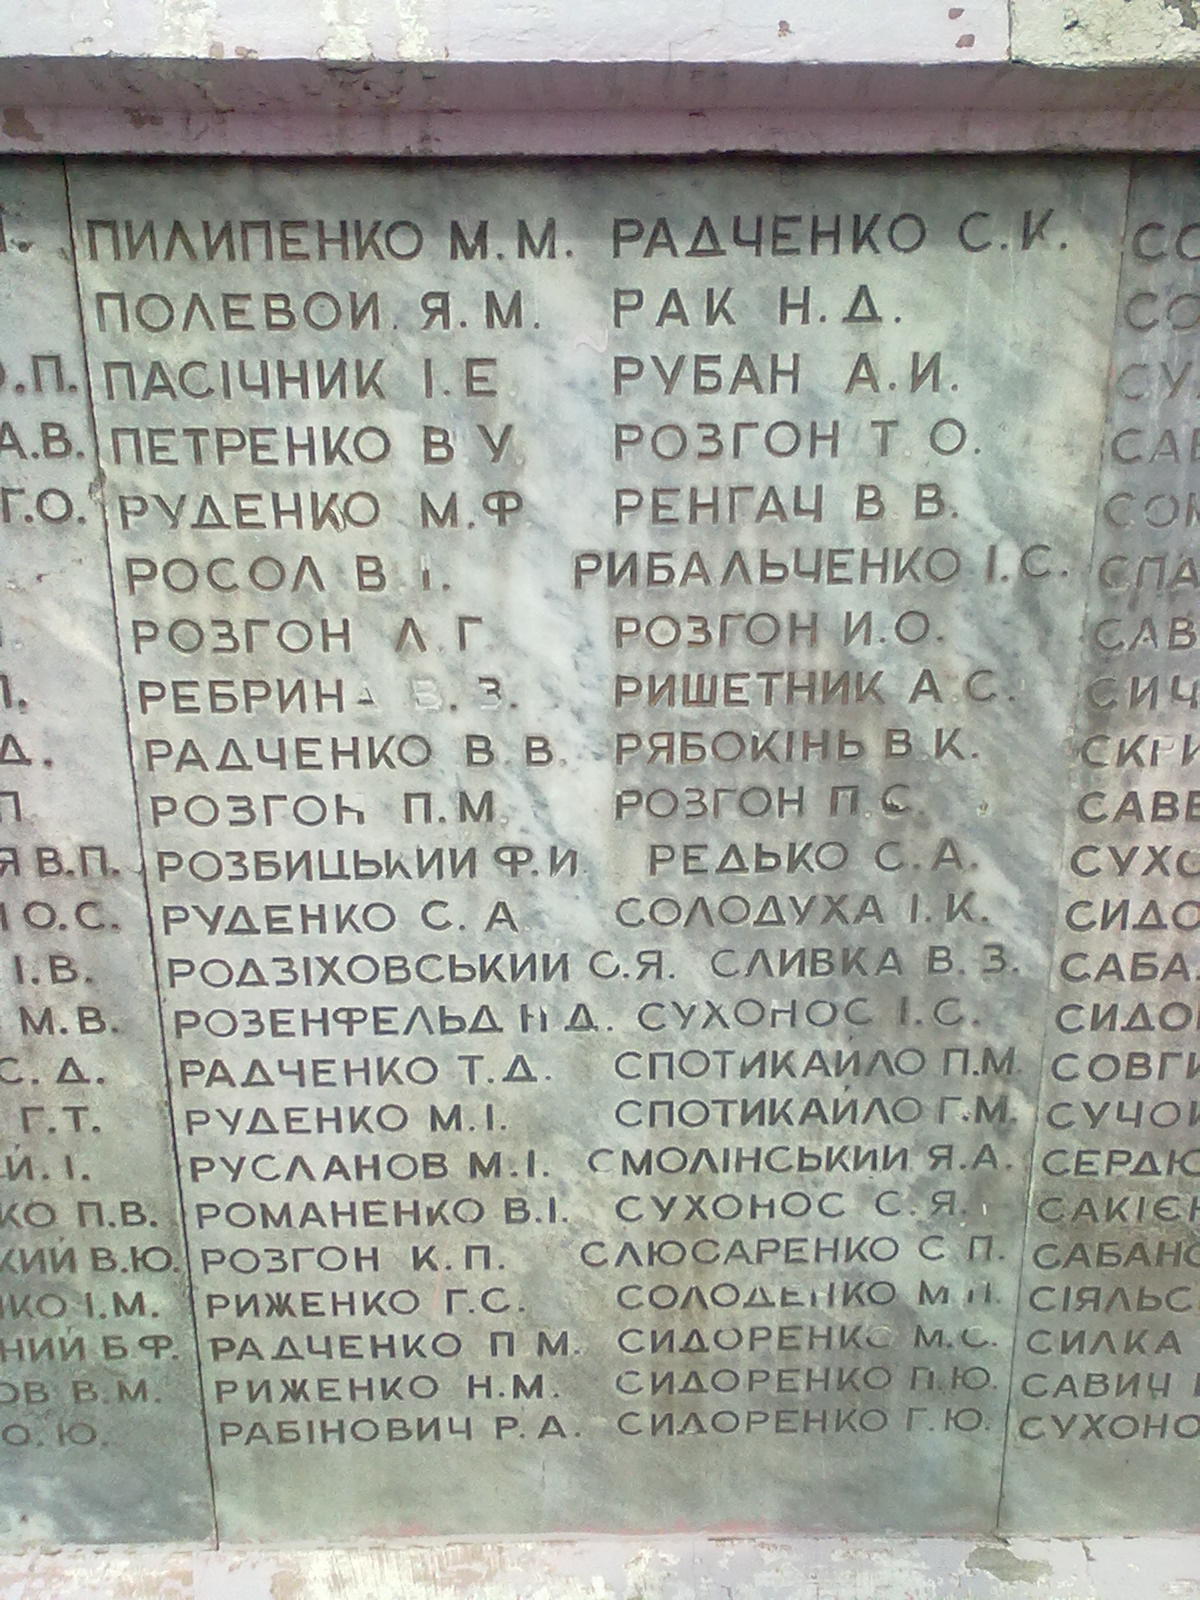 ПИЛИПЕНКО М.М.
ПОЛЕВОИ. Я.М.
ПАСІЧНИК І.Е
ПЕТРЕНКО В У.
РУДЕНКО М.Ф
РОСОЛ В І.
РОЗГОН Л.Г
РЕБРИНА В.З.
РАДЧЕНКО В.В.
РОЗГОН П.М.
РОЗБИЦЬКИИ Ф.И
РУДЕНКО С.А
РОДЗІХОВСЬКИИ С.Я.
РОЗЕНФЕЛЬД Н Д.
РАДЧЕНКО Т.Д.
РУДЕНКО М.І.
РУСЛАНОВ М.І.
РОМАНЕНКО В.І.
РОЗГОН К.П.
РИЖЕНКО Г.С.
РАДЧЕНКО П М.
РИЖЕНКО Н.М.
РАБІНОВИЧ Р.А.
РАДЧЕНКО С.К.
РАК Н.Д.
РУБАН А.И.
РОЗГОН Т О.
РЕНГАЧ В В.
РИБАЛЬЧЕНКО І.С.
РОЗГОН И.О.
РИШЕТНИК А.С.
РЯБОКІНЬ В.К.
РОЗГОН П.С.
РЕДЬКО С.А.
СОЛОДУХА І.К.
СЛИВКА В.З.
СУХОНОС І.С.
СПОТИКАЙЛО П.М.
СПОТИКАЙЛО Г.М.
СМОЛІНСЬКИЙ Я.А.
СУХОНОС С.Я.
СЛЮСАРЕНКО С П.
СОЛОДЕНКО М
СИДОРЕНКО М.С.
СИДОРЕНКО П.Ю.
СИДОРЕНКО Г.Ю.